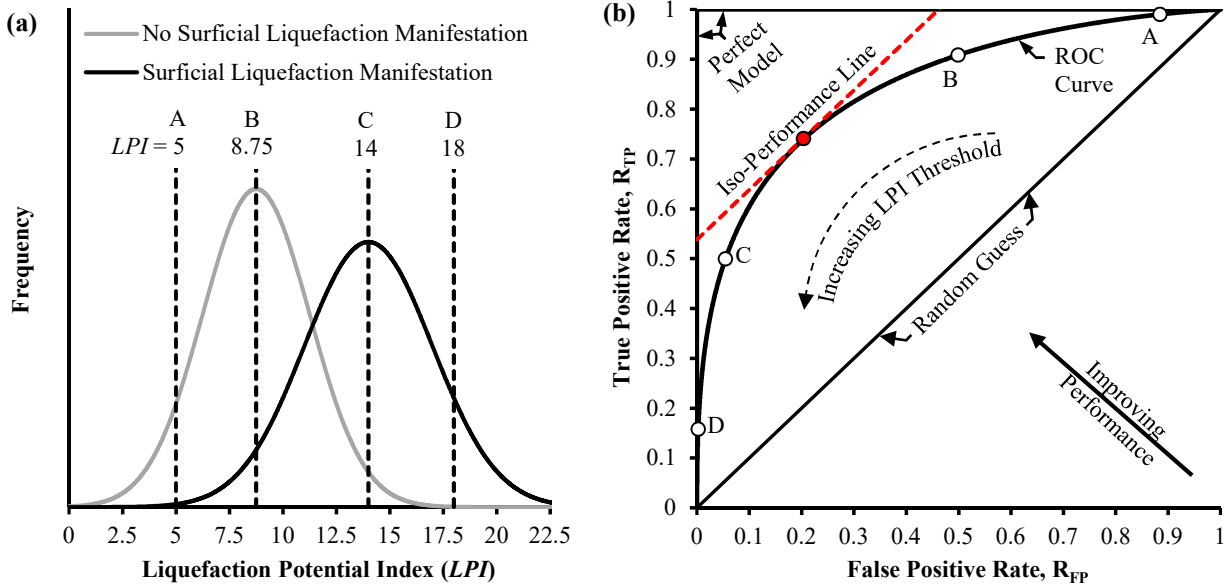 (a)
No Surficial Liquefaction Manifestation
Surficial Liquefaction Manifestation
A B C D
LPI = 5 8.75 14 18
Frequency
0 2.5 5 7.5 10 12.5 15 17.5 20 22.5
Liquefaction Potential Index (LPI)
(b)
True Positive Rate, R_TP
1
0.9
0.8
0.7
0.6
0.5
0.4
0.3
0.2
0.1
0
Perfect
Model
Iso-Performance Line
A
B
ROC
Curve
Increasing LPI Threshold
C
Random Guess
D
Improving
Performance
0 0.1 0.2 0.3 0.4 0.5 0.6 0.7 0.8 0.9 1
False Positive Rate, R_FP